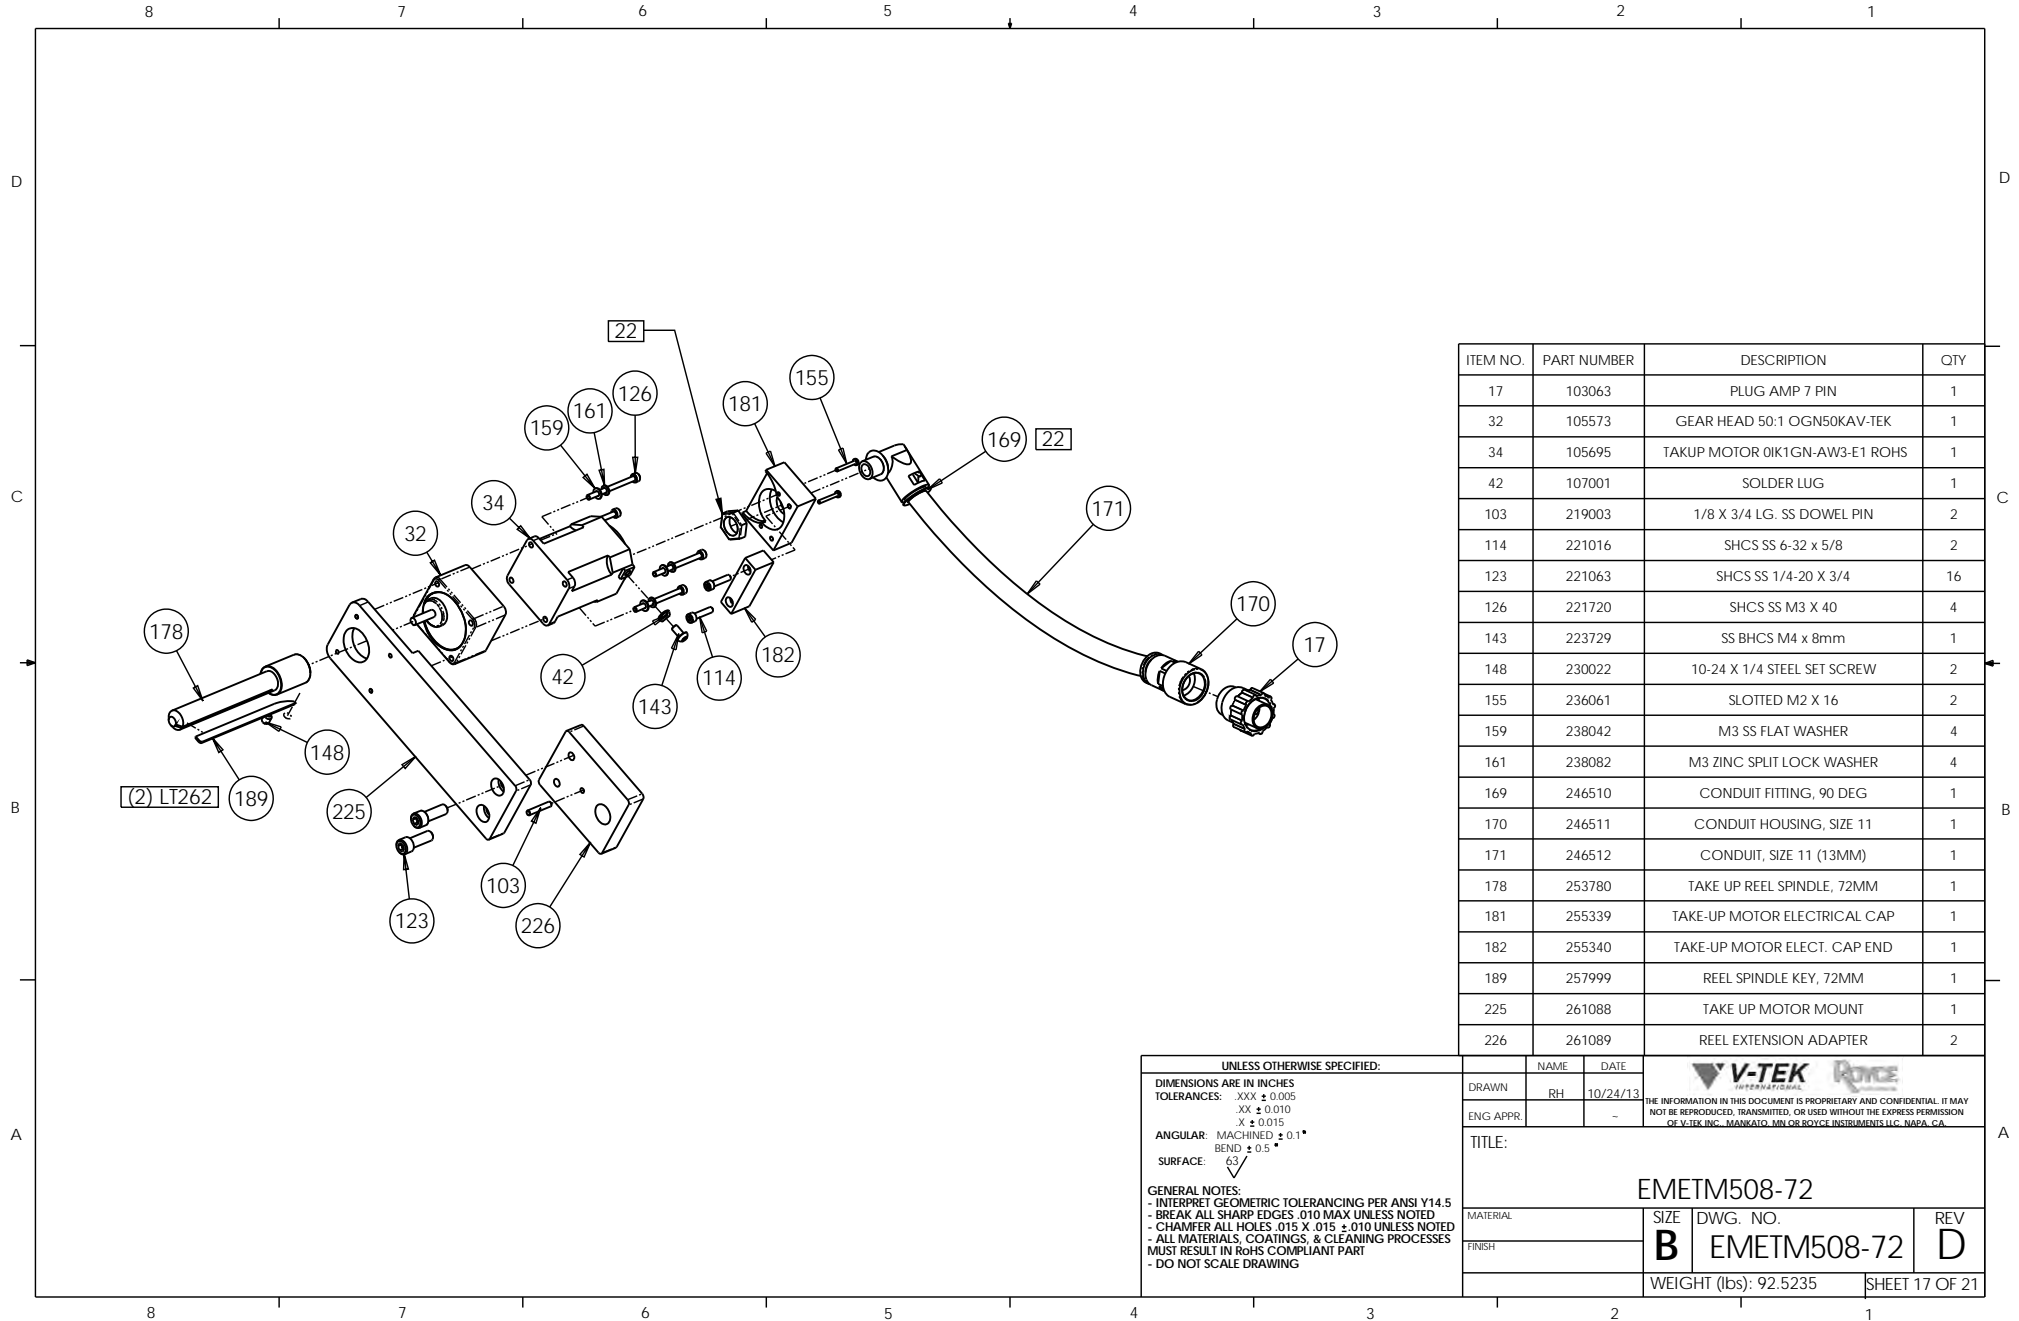 8 7 6 5 4 3 2 1
D D
22
155
126
181
161
159
169 22
C C
34
171
32
170
178
17
182
42
114
143
148
(2) LT262 189
225
B B
103
123
226
ITEM NO. PART NUMBER DESCRIPTION QTY
17 103063 PLUG AMP 7 PIN 1
32 105573 GEAR HEAD 50:1 OGN50KAV-TEK 1
34 105695 TAKUP MOTOR 0IK1GN-AW3-E1 ROHS 1
42 107001 SOLDER LUG 1
103 219003 1/8 X 3/4 LG. SS DOWEL PIN 2
114 221016 SHCS SS 6-32 x 5/8 2
123 221063 SHCS SS 1/4-20 X 3/4 16
126 221720 SHCS SS M3 X 40 4
143 223729 SS BHCS M4 x 8mm 1
148 230022 10-24 X 1/4 STEEL SET SCREW 2
155 236061 SLOTTED M2 X 16 2
159 238042 M3 SS FLAT WASHER 4
161 238082 M3 ZINC SPLIT LOCK WASHER 4
169 246510 CONDUIT FITTING, 90 DEG 1
170 246511 CONDUIT HOUSING, SIZE 11 1
171 246512 CONDUIT, SIZE 11 (13MM) 1
178 253780 TAKE UP REEL SPINDLE, 72MM 1
181 255339 TAKE-UP MOTOR ELECTRICAL CAP 1
182 255340 TAKE-UP MOTOR ELECT. CAP END 1
189 257999 REEL SPINDLE KEY, 72MM 1
225 261088 TAKE UP MOTOR MOUNT 1
226 261089 REEL EXTENSION ADAPTER 2
A A
UNLESS OTHERWISE SPECIFIED:
DIMENSIONS ARE IN INCHES
TOLERANCES: .XXX ± 0.005
.XX ± 0.010
.X ± 0.015
ANGULAR: MACHINED ± 0.1°
BEND ± 0.5 °
SURFACE: 63
GENERAL NOTES:
- INTERPRET GEOMETRIC TOLERANCING PER ANSI Y14.5
- BREAK ALL SHARP EDGES .010 MAX UNLESS NOTED
- CHAMFER ALL HOLES .015 X .015 ±.010 UNLESS NOTED
- ALL MATERIALS, COATINGS, & CLEANING PROCESSES
MUST RESULT IN RoHS COMPLIANT PART
- DO NOT SCALE DRAWING
NAME DATE
DRAWN RH 10/24/13
ENG APPR. –
V-TEK INTERNATIONAL ROYCE
THE INFORMATION IN THIS DOCUMENT IS PROPRIETARY AND CONFIDENTIAL. IT MAY
NOT BE REPRODUCED, TRANSMITTED, OR USED WITHOUT THE EXPRESS PERMISSION
OF V-TEK INC., MANKATO, MN OR ROYCE INSTRUMENTS LLC, NAPA, CA.
TITLE:
EMETM508-72
MATERIAL
FINISH
SIZE
B
DWG. NO.
EMETM508-72
REV
D
WEIGHT (lbs): 92.5235
SHEET 17 OF 21
8 7 6 5 4 3 2 1